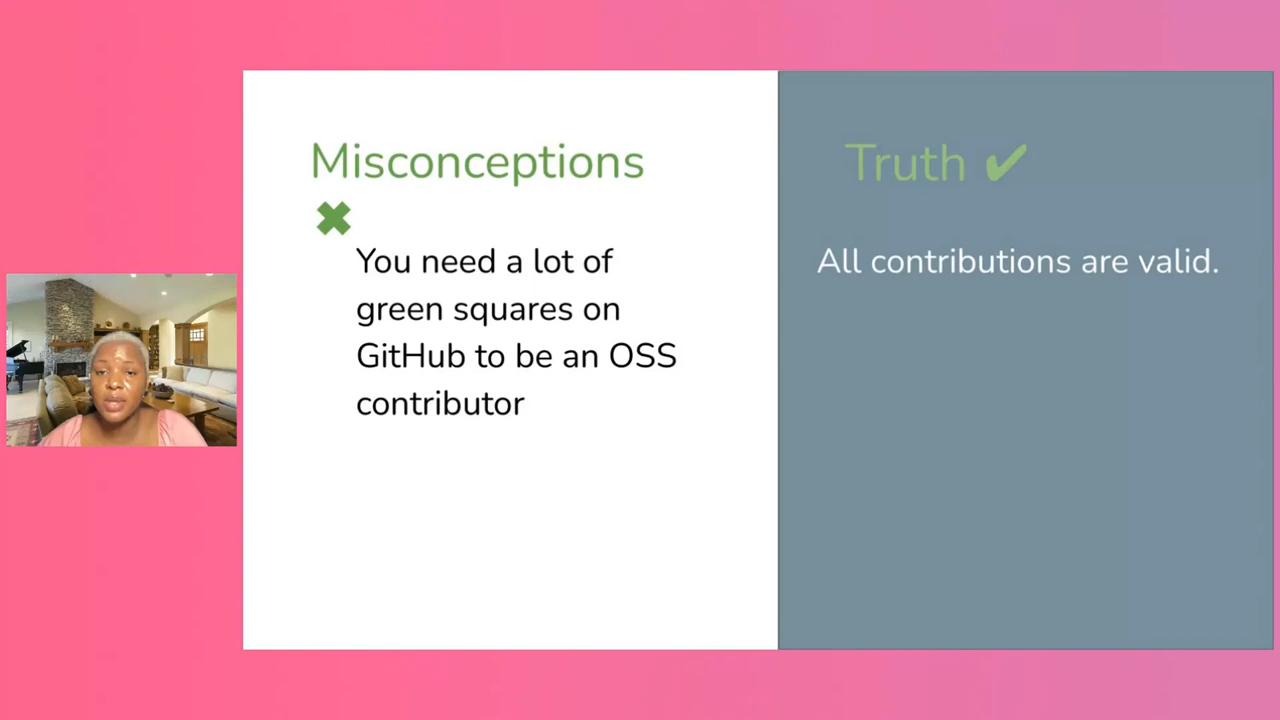 Misconceptions
✖
You need a lot of
green squares on
GitHub to be an OSS
contributor
Truth ✔
All contributions are valid.